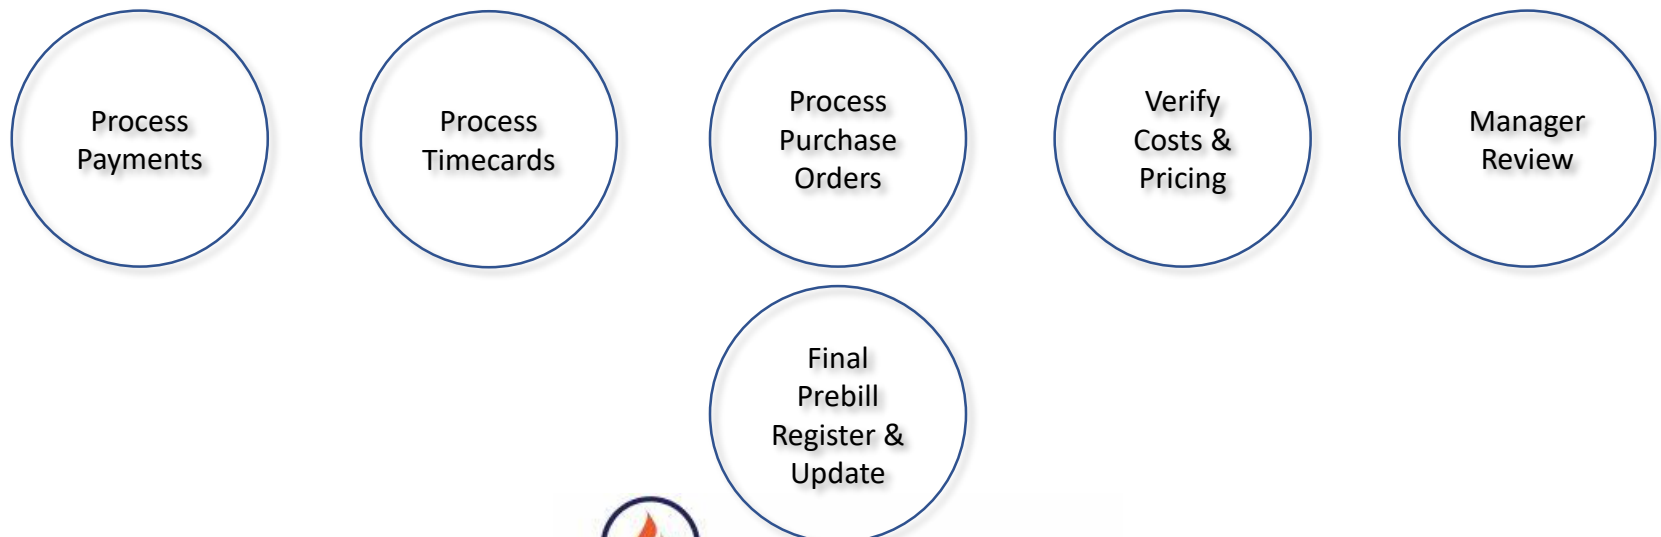 Process
Payments
Process
Timecards
Process
Purchase
Orders
Verify
Costs &
Pricing
Manager
Review
Final
Prebill
Register &
Update